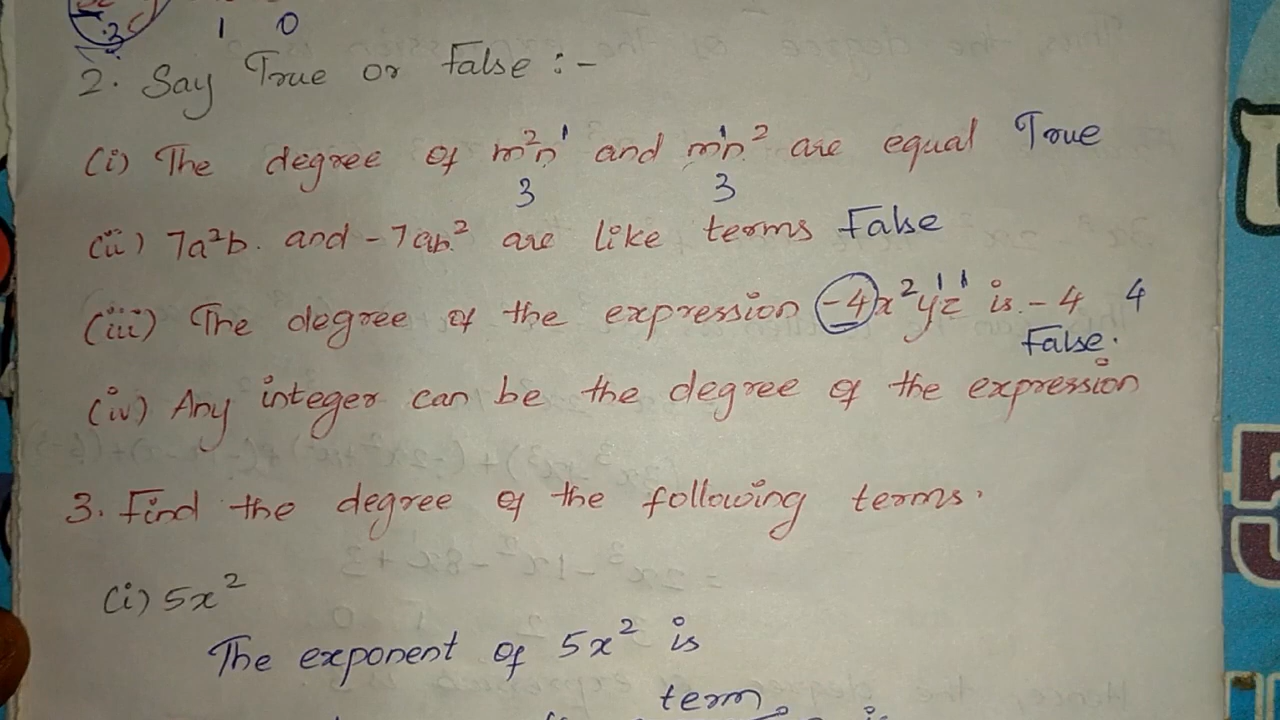 1 0
2. Say True or False :-
(i) The degree of m²n¹ and m¹n² are equal True
3 3
(ii) 7a²b. and -7ab² are like terms False
(iii) The degree of the expression -4x²y¹z¹ is -4 4
False.
(iv) Any integer can be the degree of the expression
3. Find the degree of the following terms.
(i) 5x²
The exponent of 5x² is
term